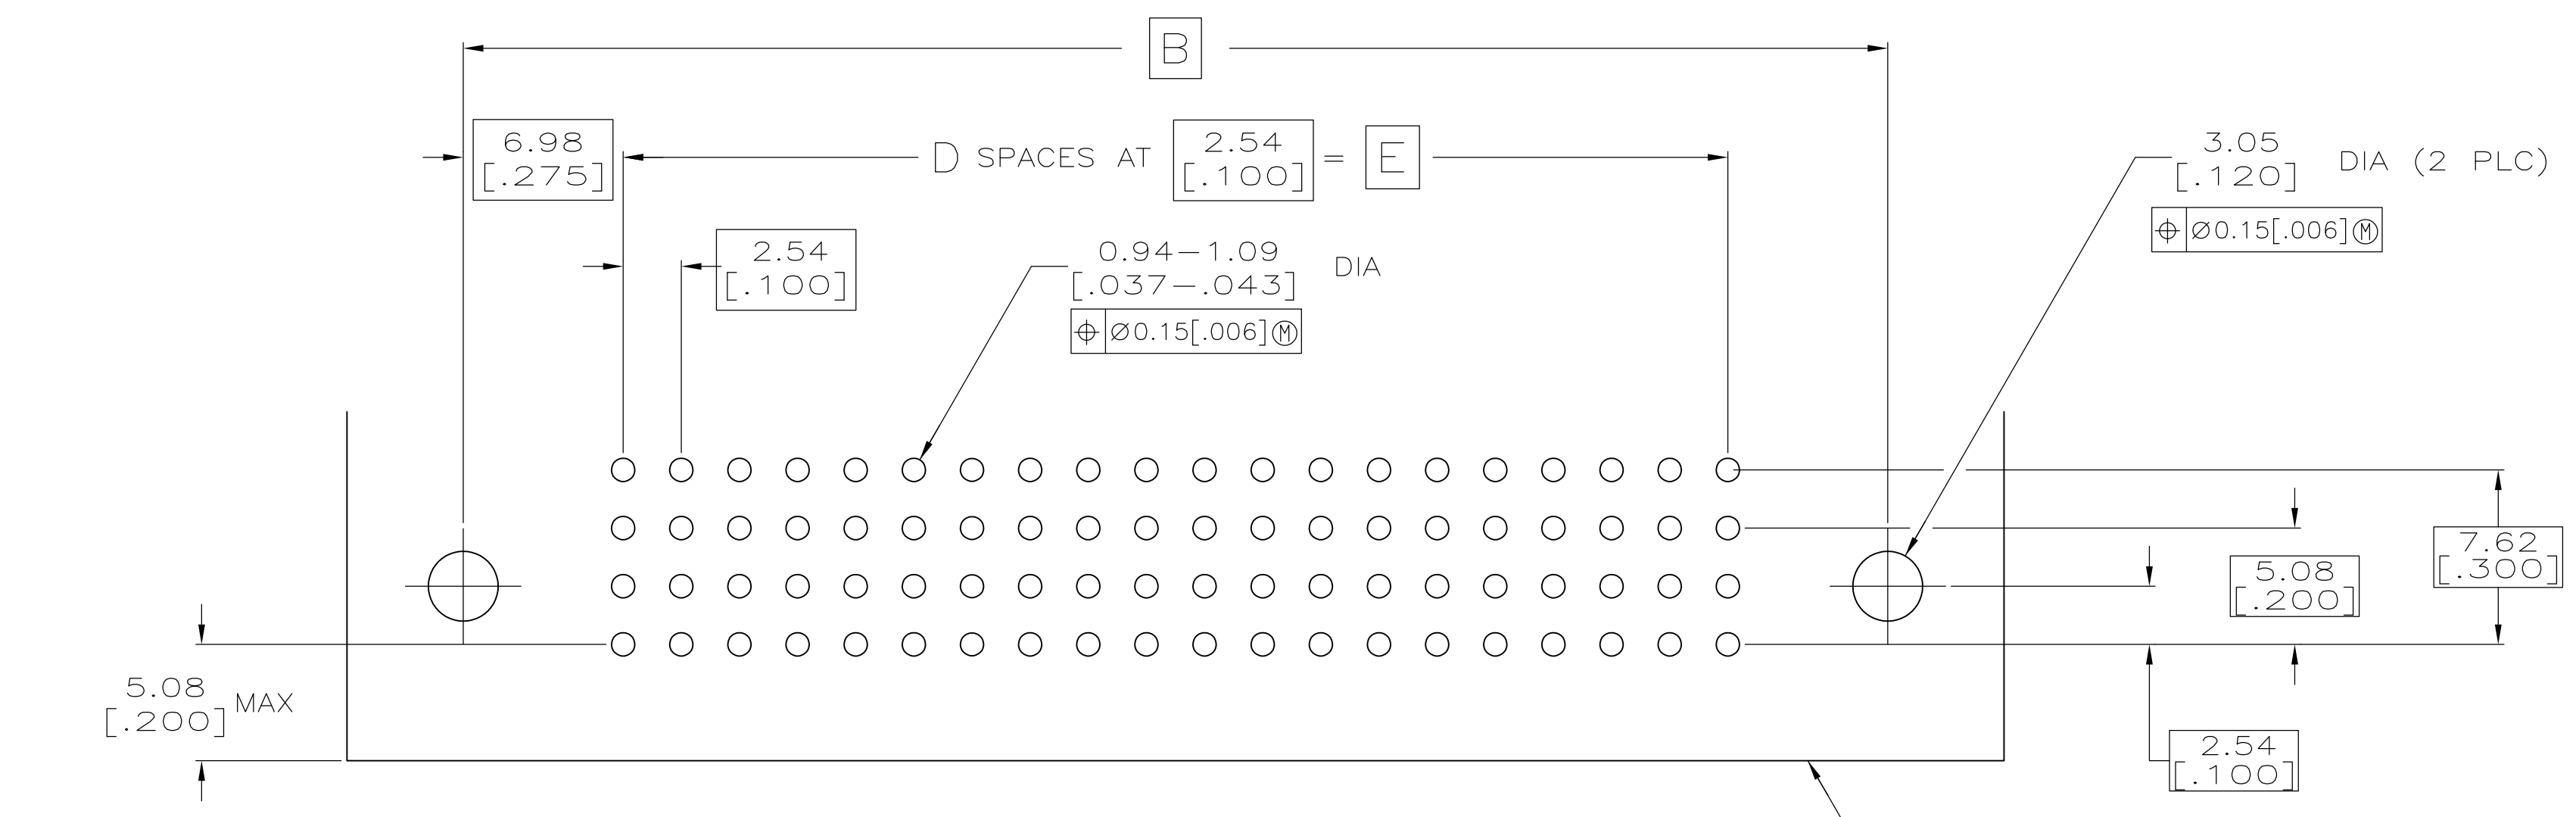 B
6.98
[.275]
D SPACES AT
2.54
[.100]
= E
3.05
[.120]
DIA (2 PLC)
⌖ Ø0.15[.006]Ⓜ
2.54
[.100]
0.94–1.09
[.037–.043]
DIA
⌖ Ø0.15[.006]Ⓜ
7.62
[.300]
5.08
[.200]
5.08
[.200]
MAX
2.54
[.100]